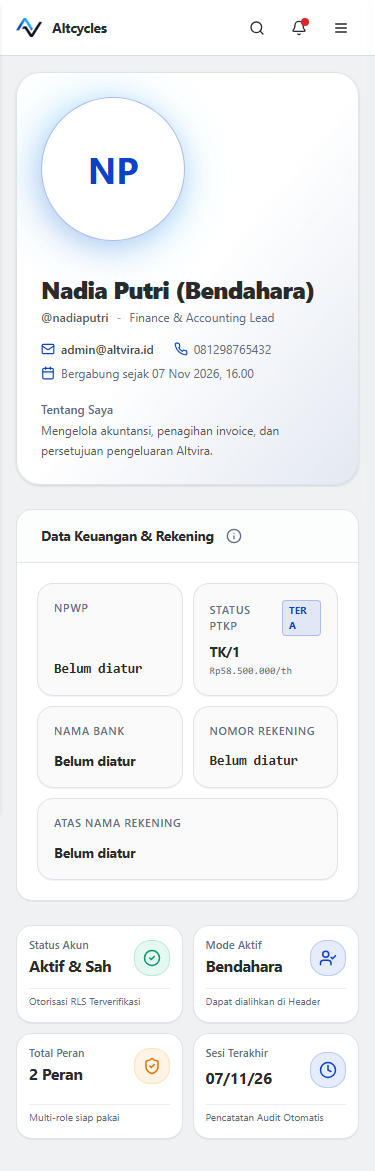 Altcycles
NP
Nadia Putri (Bendahara)
@nadiaputri - Finance & Accounting Lead
admin@altvira.id 081298765432
Bergabung sejak 07 Nov 2026, 16.00
Tentang Saya
Mengelola akuntansi, penagihan invoice, dan
persetujuan pengeluaran Altvira.
Data Keuangan & Rekening
NPWP
Belum diatur
STATUS
PTKP
TER
A
TK/1
Rp58.500.000/th
NAMA BANK
Belum diatur
NOMOR REKENING
Belum diatur
ATAS NAMA REKENING
Belum diatur
Status Akun
Aktif & Sah
Otorisasi RLS Terverifikasi
Mode Aktif
Bendahara
Dapat dialihkan di Header
Total Peran
2 Peran
Multi-role siap pakai
Sesi Terakhir
07/11/26
Pencatatan Audit Otomatis